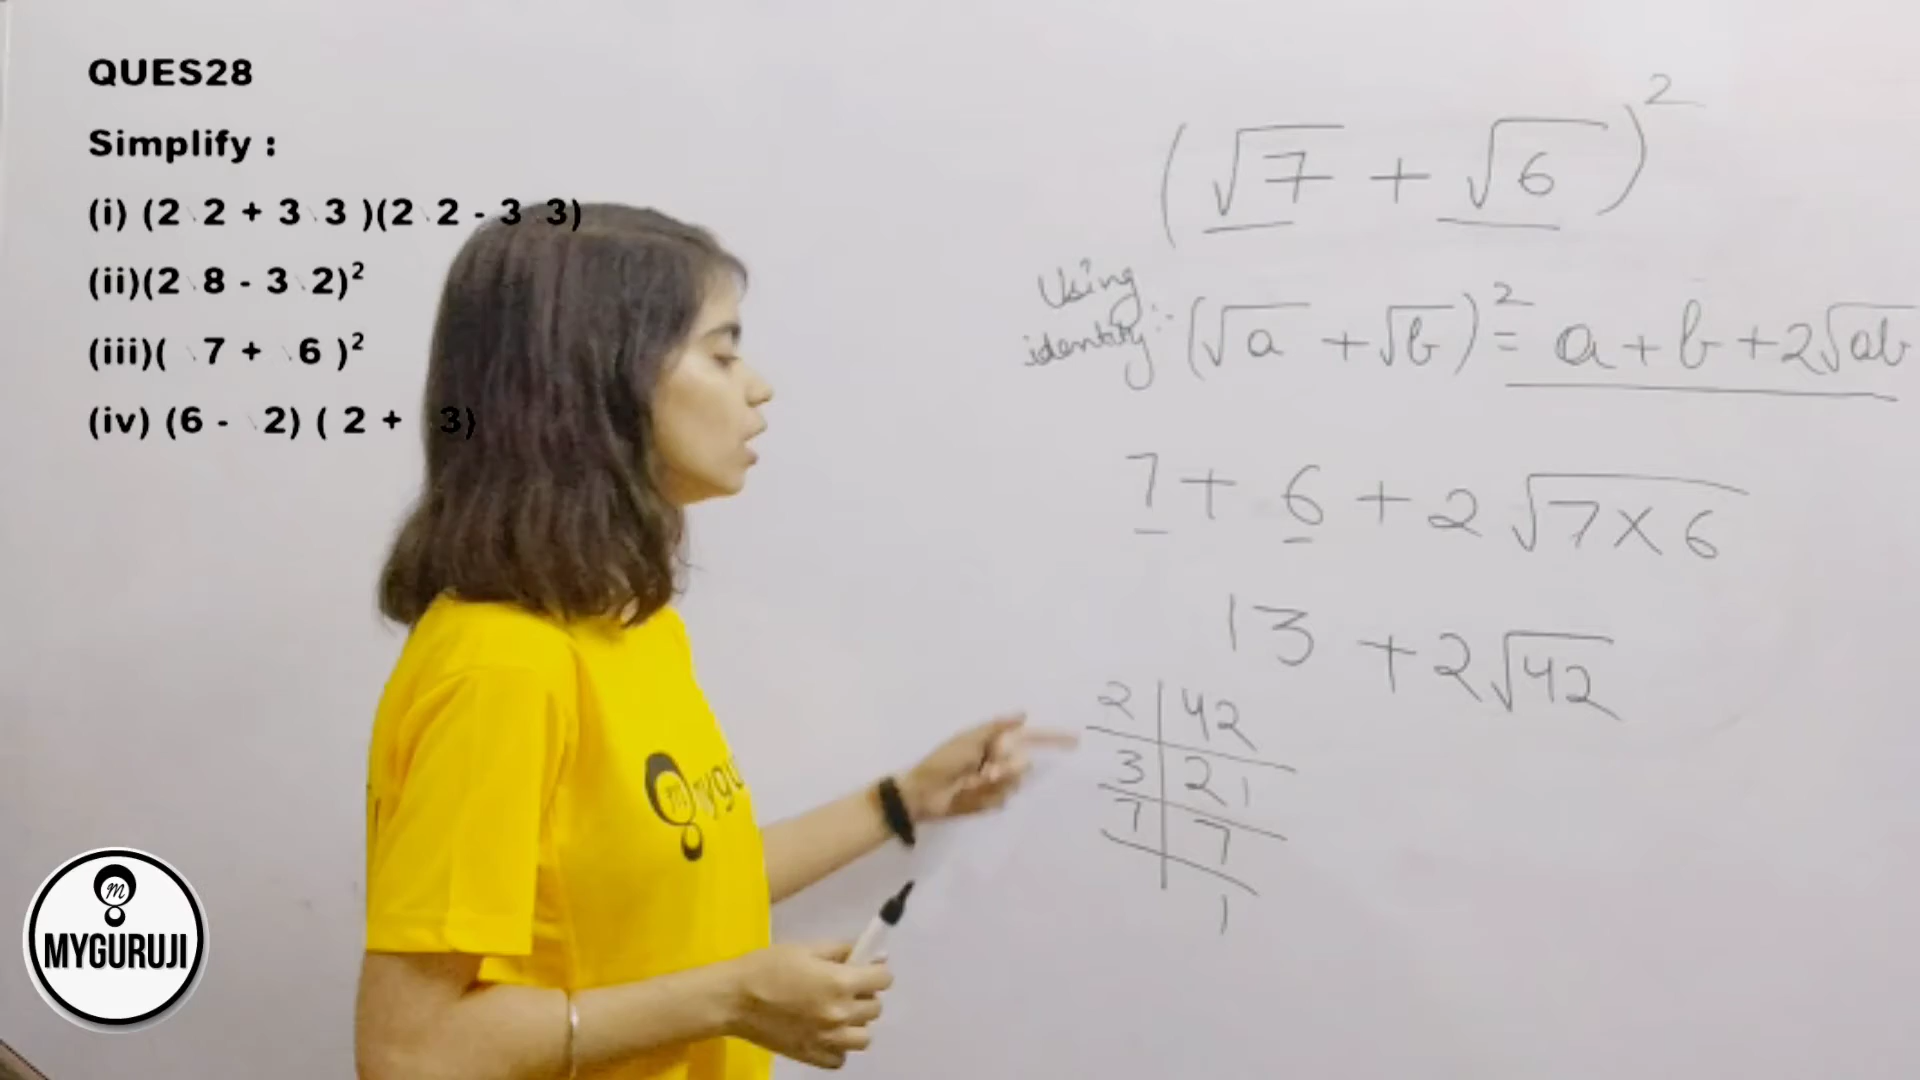 QUES28
Simplify :
(i) (2√2 + 3√3 )(2√2 - 3√3)
(ii)(2√8 - 3√2)²
(iii)( √7 + √6 )²
(iv) (6 - √2) ( 2 + √3)
(√7 + √6)²
Using
identity:- (√a + √b)² = a + b + 2√ab
7 + 6 + 2√7×6
13 + 2√42
2 | 42
3 | 21
7 | 7
1
MYGURUJI
mygu